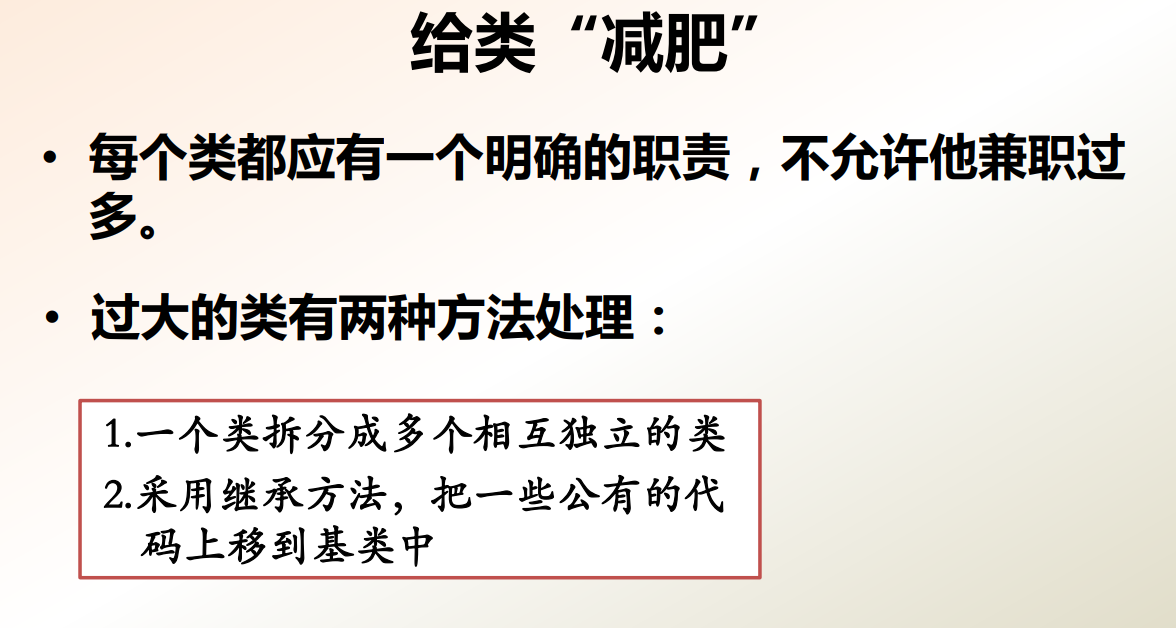 给类“减肥”
• 每个类都应有一个明确的职责，不允许他兼职过
多。
• 过大的类有两种方法处理：
1.一个类拆分成多个相互独立的类
2.采用继承方法，把一些公有的代
码上移到基类中